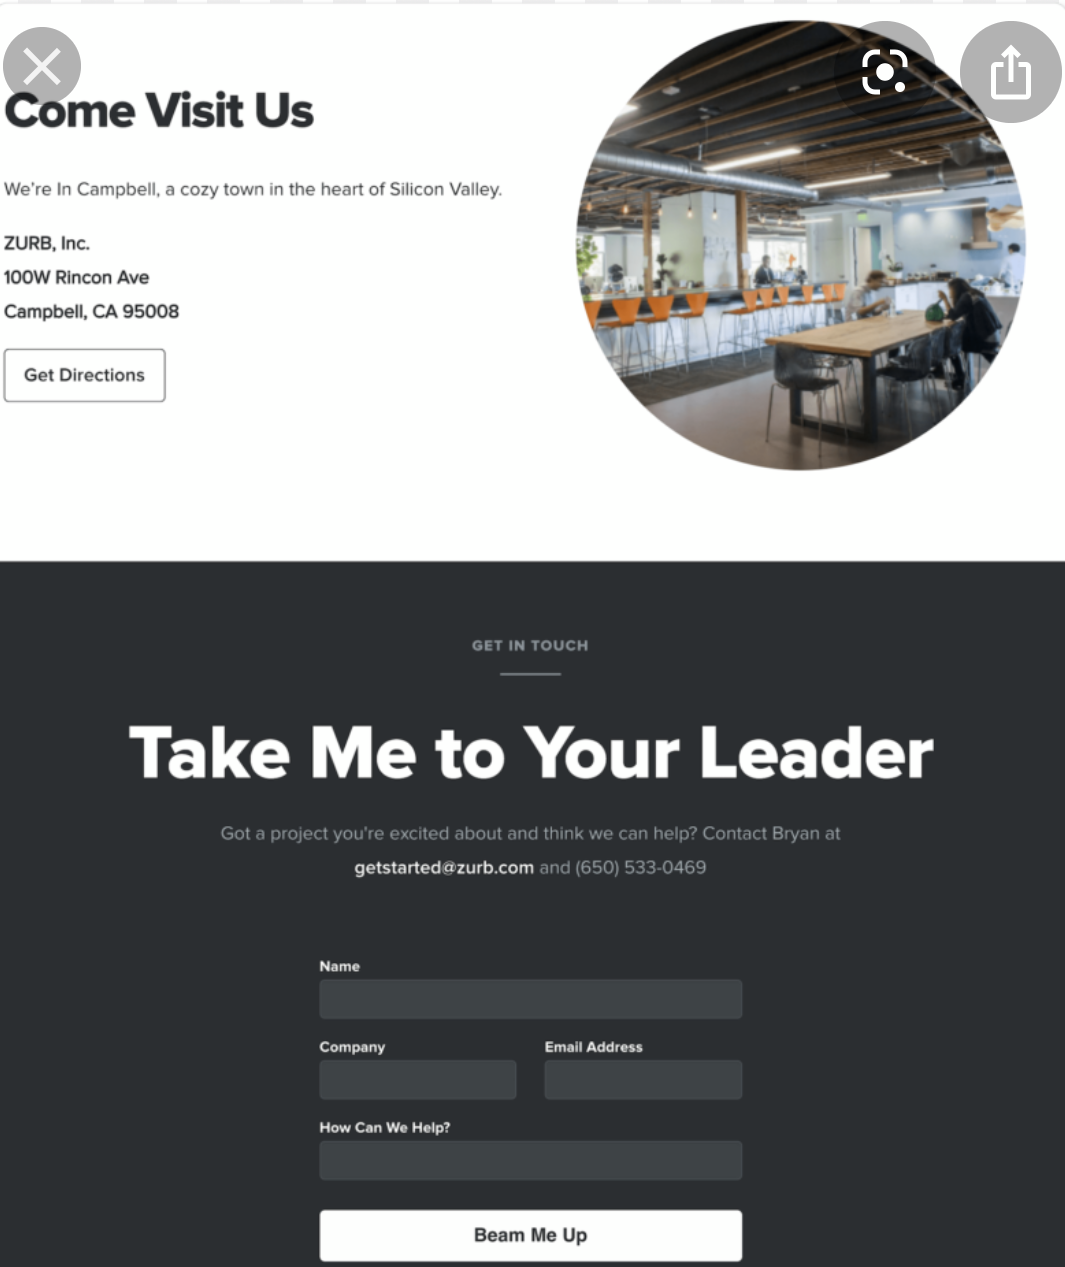 Come Visit Us
We're In Campbell, a cozy town in the heart of Silicon Valley.
ZURB, Inc.
100W Rincon Ave
Campbell, CA 95008
Get Directions
GET IN TOUCH
Take Me to Your Leader
Got a project you're excited about and think we can help? Contact Bryan at
getstarted@zurb.com and (650) 533-0469
Name
Company
Email Address
How Can We Help?
Beam Me Up